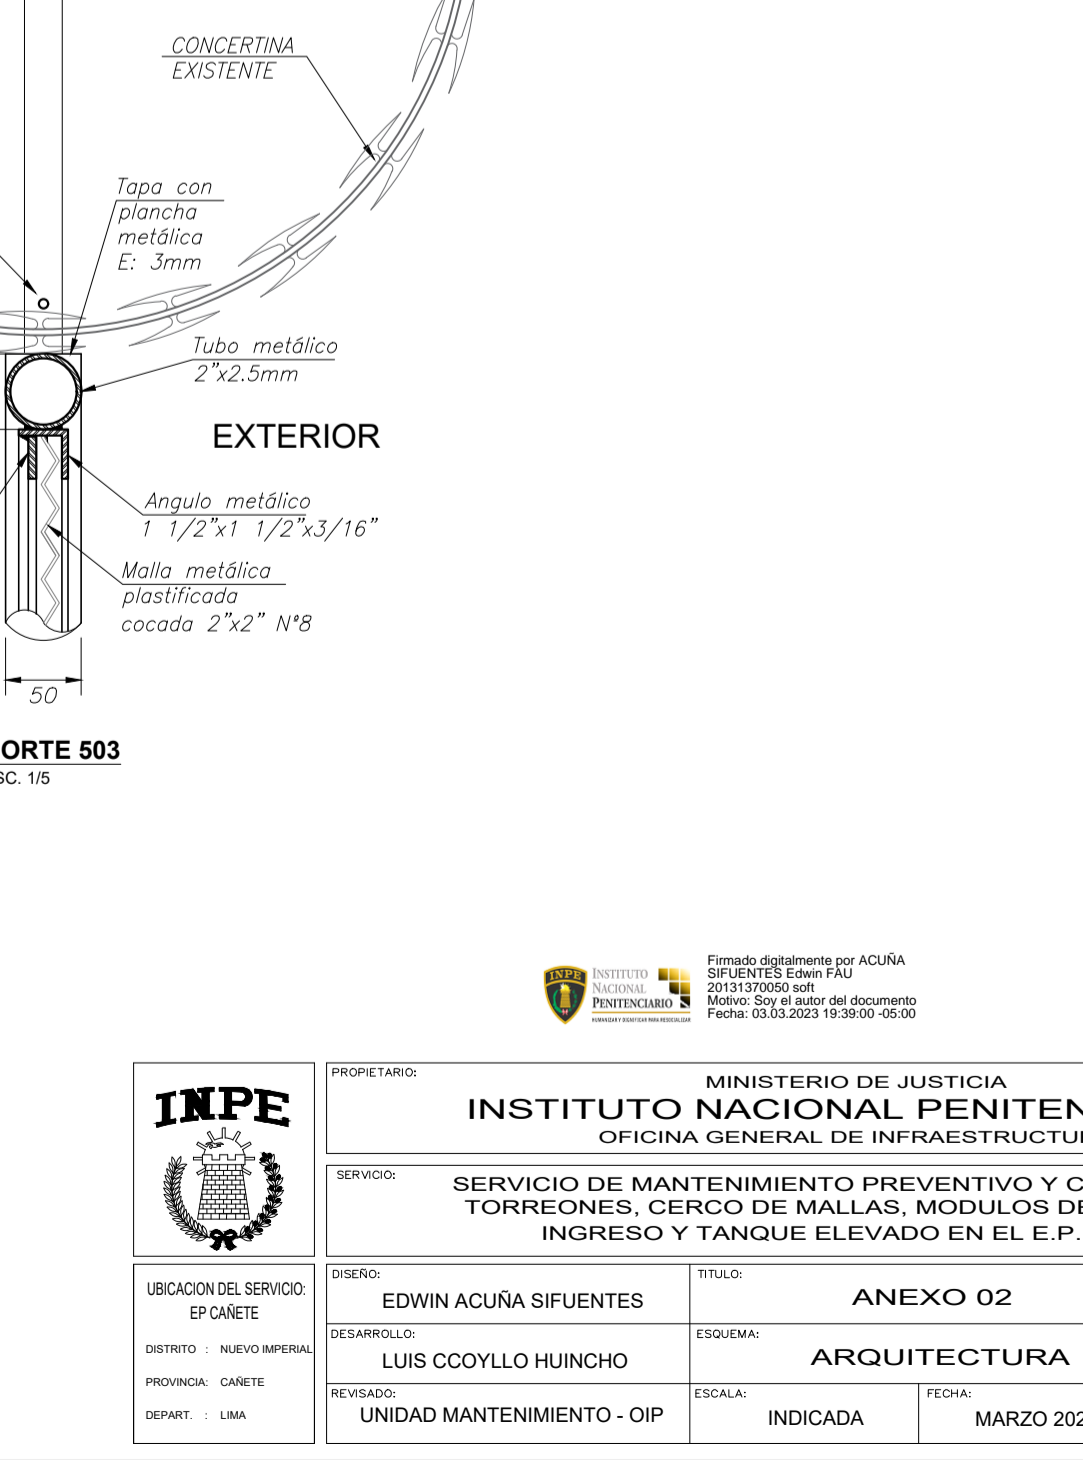 CONCERTINA
EXISTENTE
Tapa con
plancha
metálica
E: 3mm
Tubo metálico
2"x2.5mm
EXTERIOR
Angulo metálico
1 1/2"x1 1/2"x3/16"
Malla metálica
plastificada
cocada 2"x2" N°8
50
ORTE 503
SC. 1/5
INPE
INSTITUTO
NACIONAL
PENITENCIARIO
HUMANIZAR Y DIGNIFICAR PARA RESOCIALIZAR
Firmado digitalmente por ACUÑA
SIFUENTES Edwin FAU
20131370050 soft
Motivo: Soy el autor del documento
Fecha: 03.03.2023 19:39:00 -05:00
INPE
PROPIETARIO:
MINISTERIO DE JUSTICIA
INSTITUTO NACIONAL PENITEN
OFICINA GENERAL DE INFRAESTRUCTU
SERVICIO:
SERVICIO DE MANTENIMIENTO PREVENTIVO Y C
TORREONES, CERCO DE MALLAS, MODULOS DE
INGRESO Y TANQUE ELEVADO EN EL E.P.
UBICACION DEL SERVICIO:
EP CAÑETE
DISTRITO : NUEVO IMPERIAL
PROVINCIA: CAÑETE
DEPART. : LIMA
DISEÑO:
EDWIN ACUÑA SIFUENTES
TITULO:
ANEXO 02
DESARROLLO:
LUIS CCOYLLO HUINCHO
ESQUEMA:
ARQUITECTURA
REVISADO:
UNIDAD MANTENIMIENTO - OIP
ESCALA:
INDICADA
FECHA:
MARZO 202